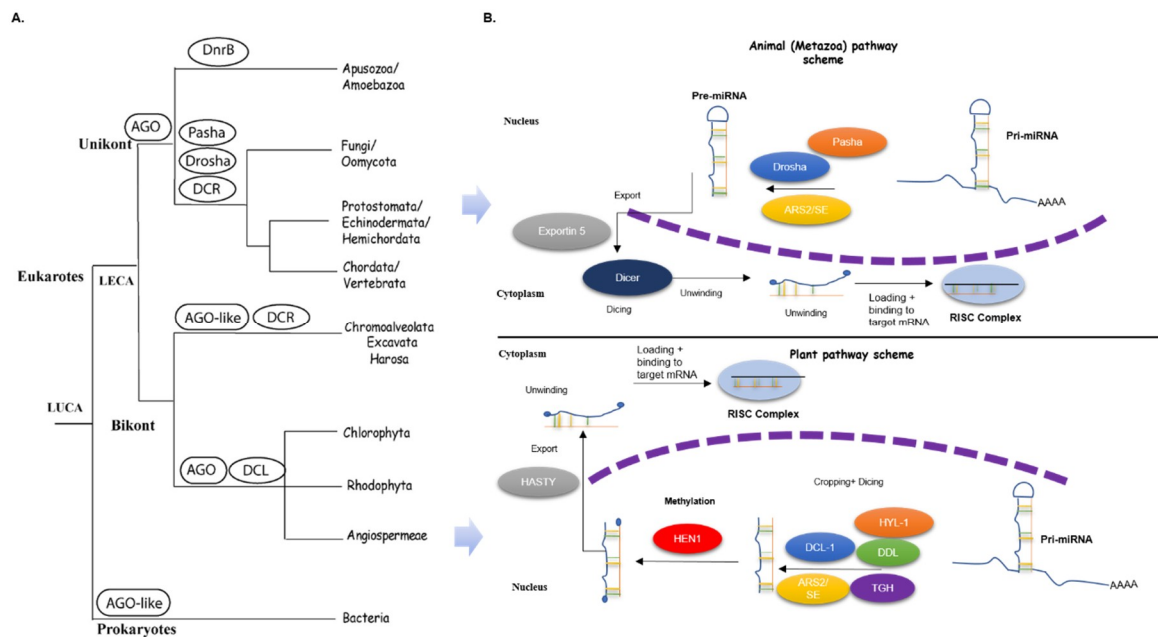 A.
DnrB
Apusozoa/
Amoebazoa
AGO
Unikont
Pasha
Drosha
DCR
Fungi/
Oomycota
Protostomata/
Echinodermata/
Hemichordata
Eukarotes
LECA
Chordata/
Vertebrata
AGO-like
DCR
Chromoalveolata
Excavata
Harosa
LUCA
Bikont
Chlorophyta
AGO
DCL
Rhodophyta
Angiospermeae
AGO-like
Prokaryotes
Bacteria
B.
Animal (Metazoa) pathway
scheme
Pre-miRNA
Nucleus
Pasha
Pri-miRNA
Drosha
ARS2/SE
AAAA
Export
Exportin 5
Dicer
Unwinding
Cytoplasm
Dicing
Unwinding
Loading +
binding to
target mRNA
RISC Complex
Cytoplasm
Loading +
binding to
target mRNA
Plant pathway scheme
Unwinding
RISC Complex
Export
HASTY
Cropping+ Dicing
Methylation
HEN1
HYL-1
DCL-1
DDL
Pri-miRNA
Nucleus
ARS2/
SE
TGH
AAAA